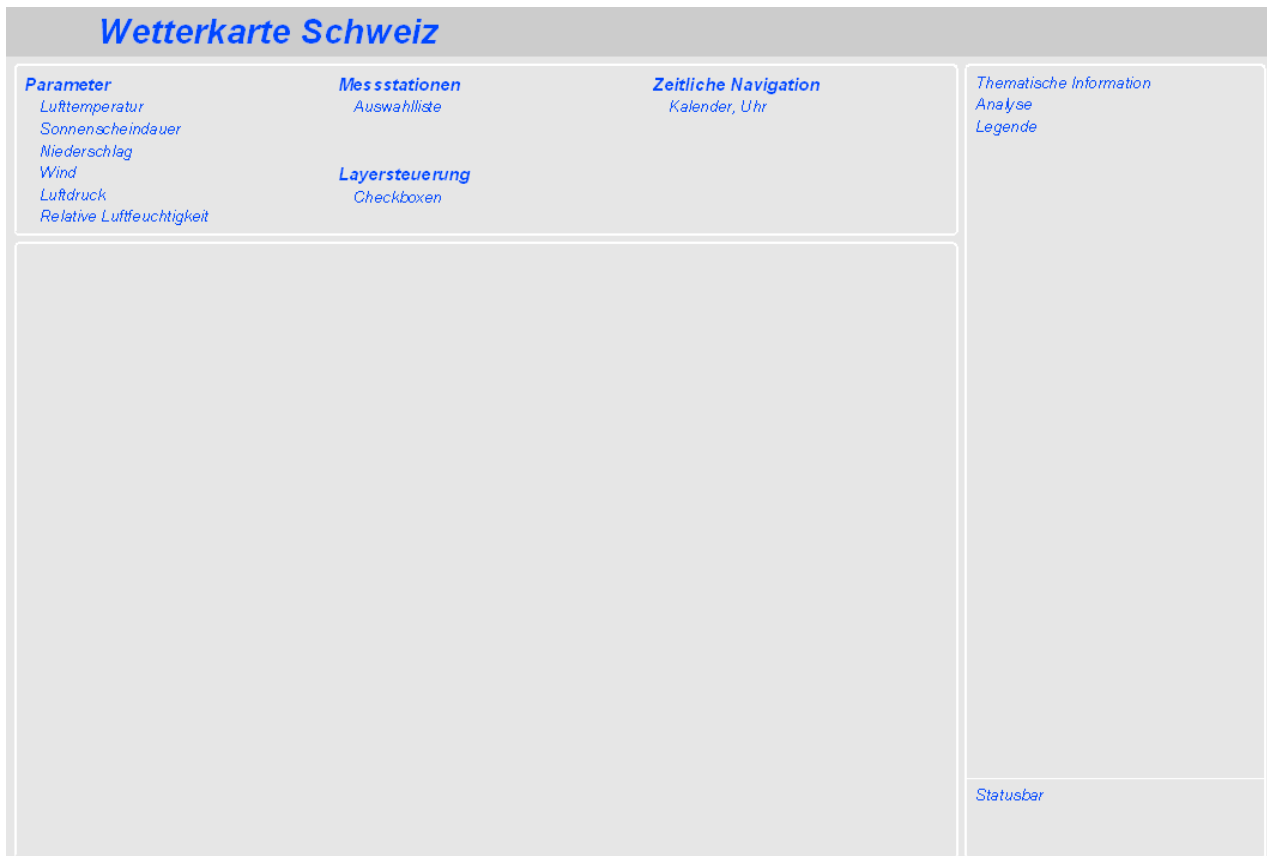 Wetterkarte Schweiz
Parameter
Lufttemperatur
Sonnenscheindauer
Niederschlag
Wind
Luftdruck
Relative Luftfeuchtigkeit
Messstationen
Auswahlliste
Layersteuerung
Checkboxen
Zeitliche Navigation
Kalender, Uhr
Thematische Information
Analyse
Legende
Statusbar